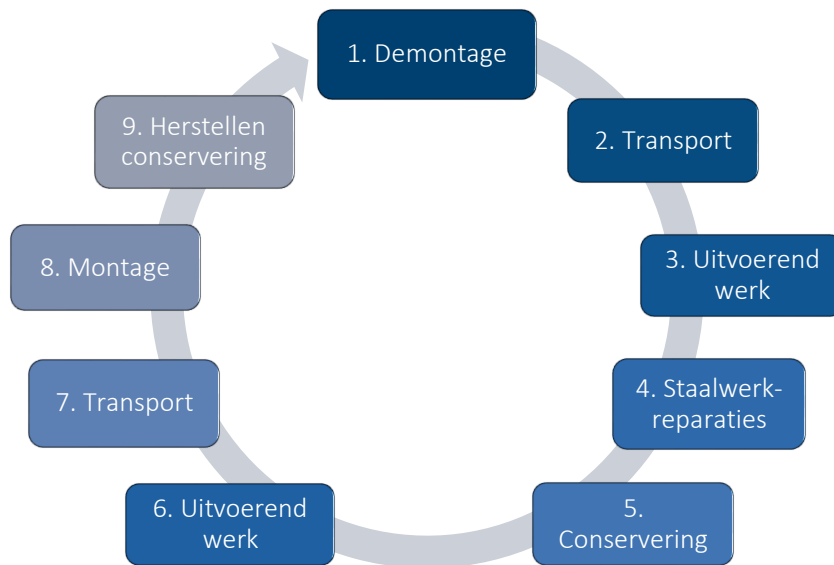 1. Demontage
2. Transport
3. Uitvoerend
werk
4. Staalwerk-
reparaties
5.
Conservering
6. Uitvoerend
werk
7. Transport
8. Montage
9. Herstellen
conservering